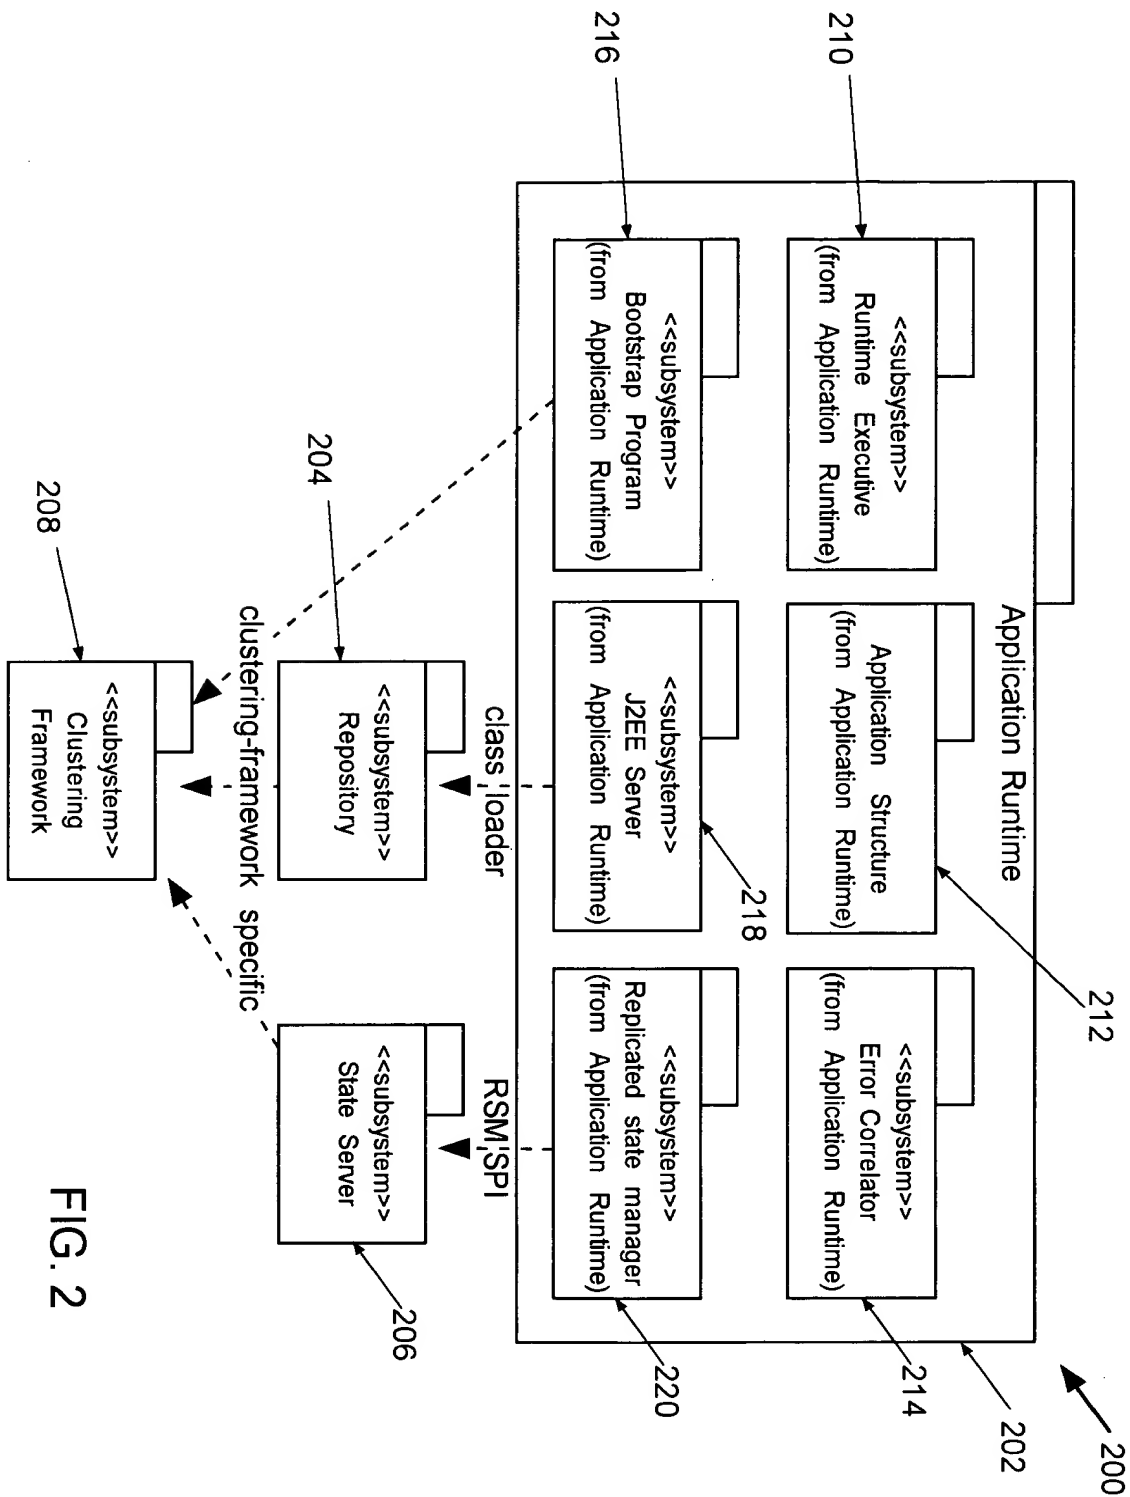 200
202
Application Runtime
210
<<subsystem>>
Runtime Executive
(from Application Runtime)
212
Application Structure
(from Application Runtime)
214
<<subsystem>>
Error Correlator
(from Application Runtime)
216
<<subsystem>>
Bootstrap Program
(from Application Runtime)
218
<<subsystem>>
J2EE Server
(from Application Runtime)
220
<<subsystem>>
Replicated state manager
(from Application Runtime)
class loader
RSM SPI
204
<<subsystem>>
Repository
206
<<subsystem>>
State Server
clustering-framework specific
208
<<subsystem>>
Clustering
Framework
FIG. 2